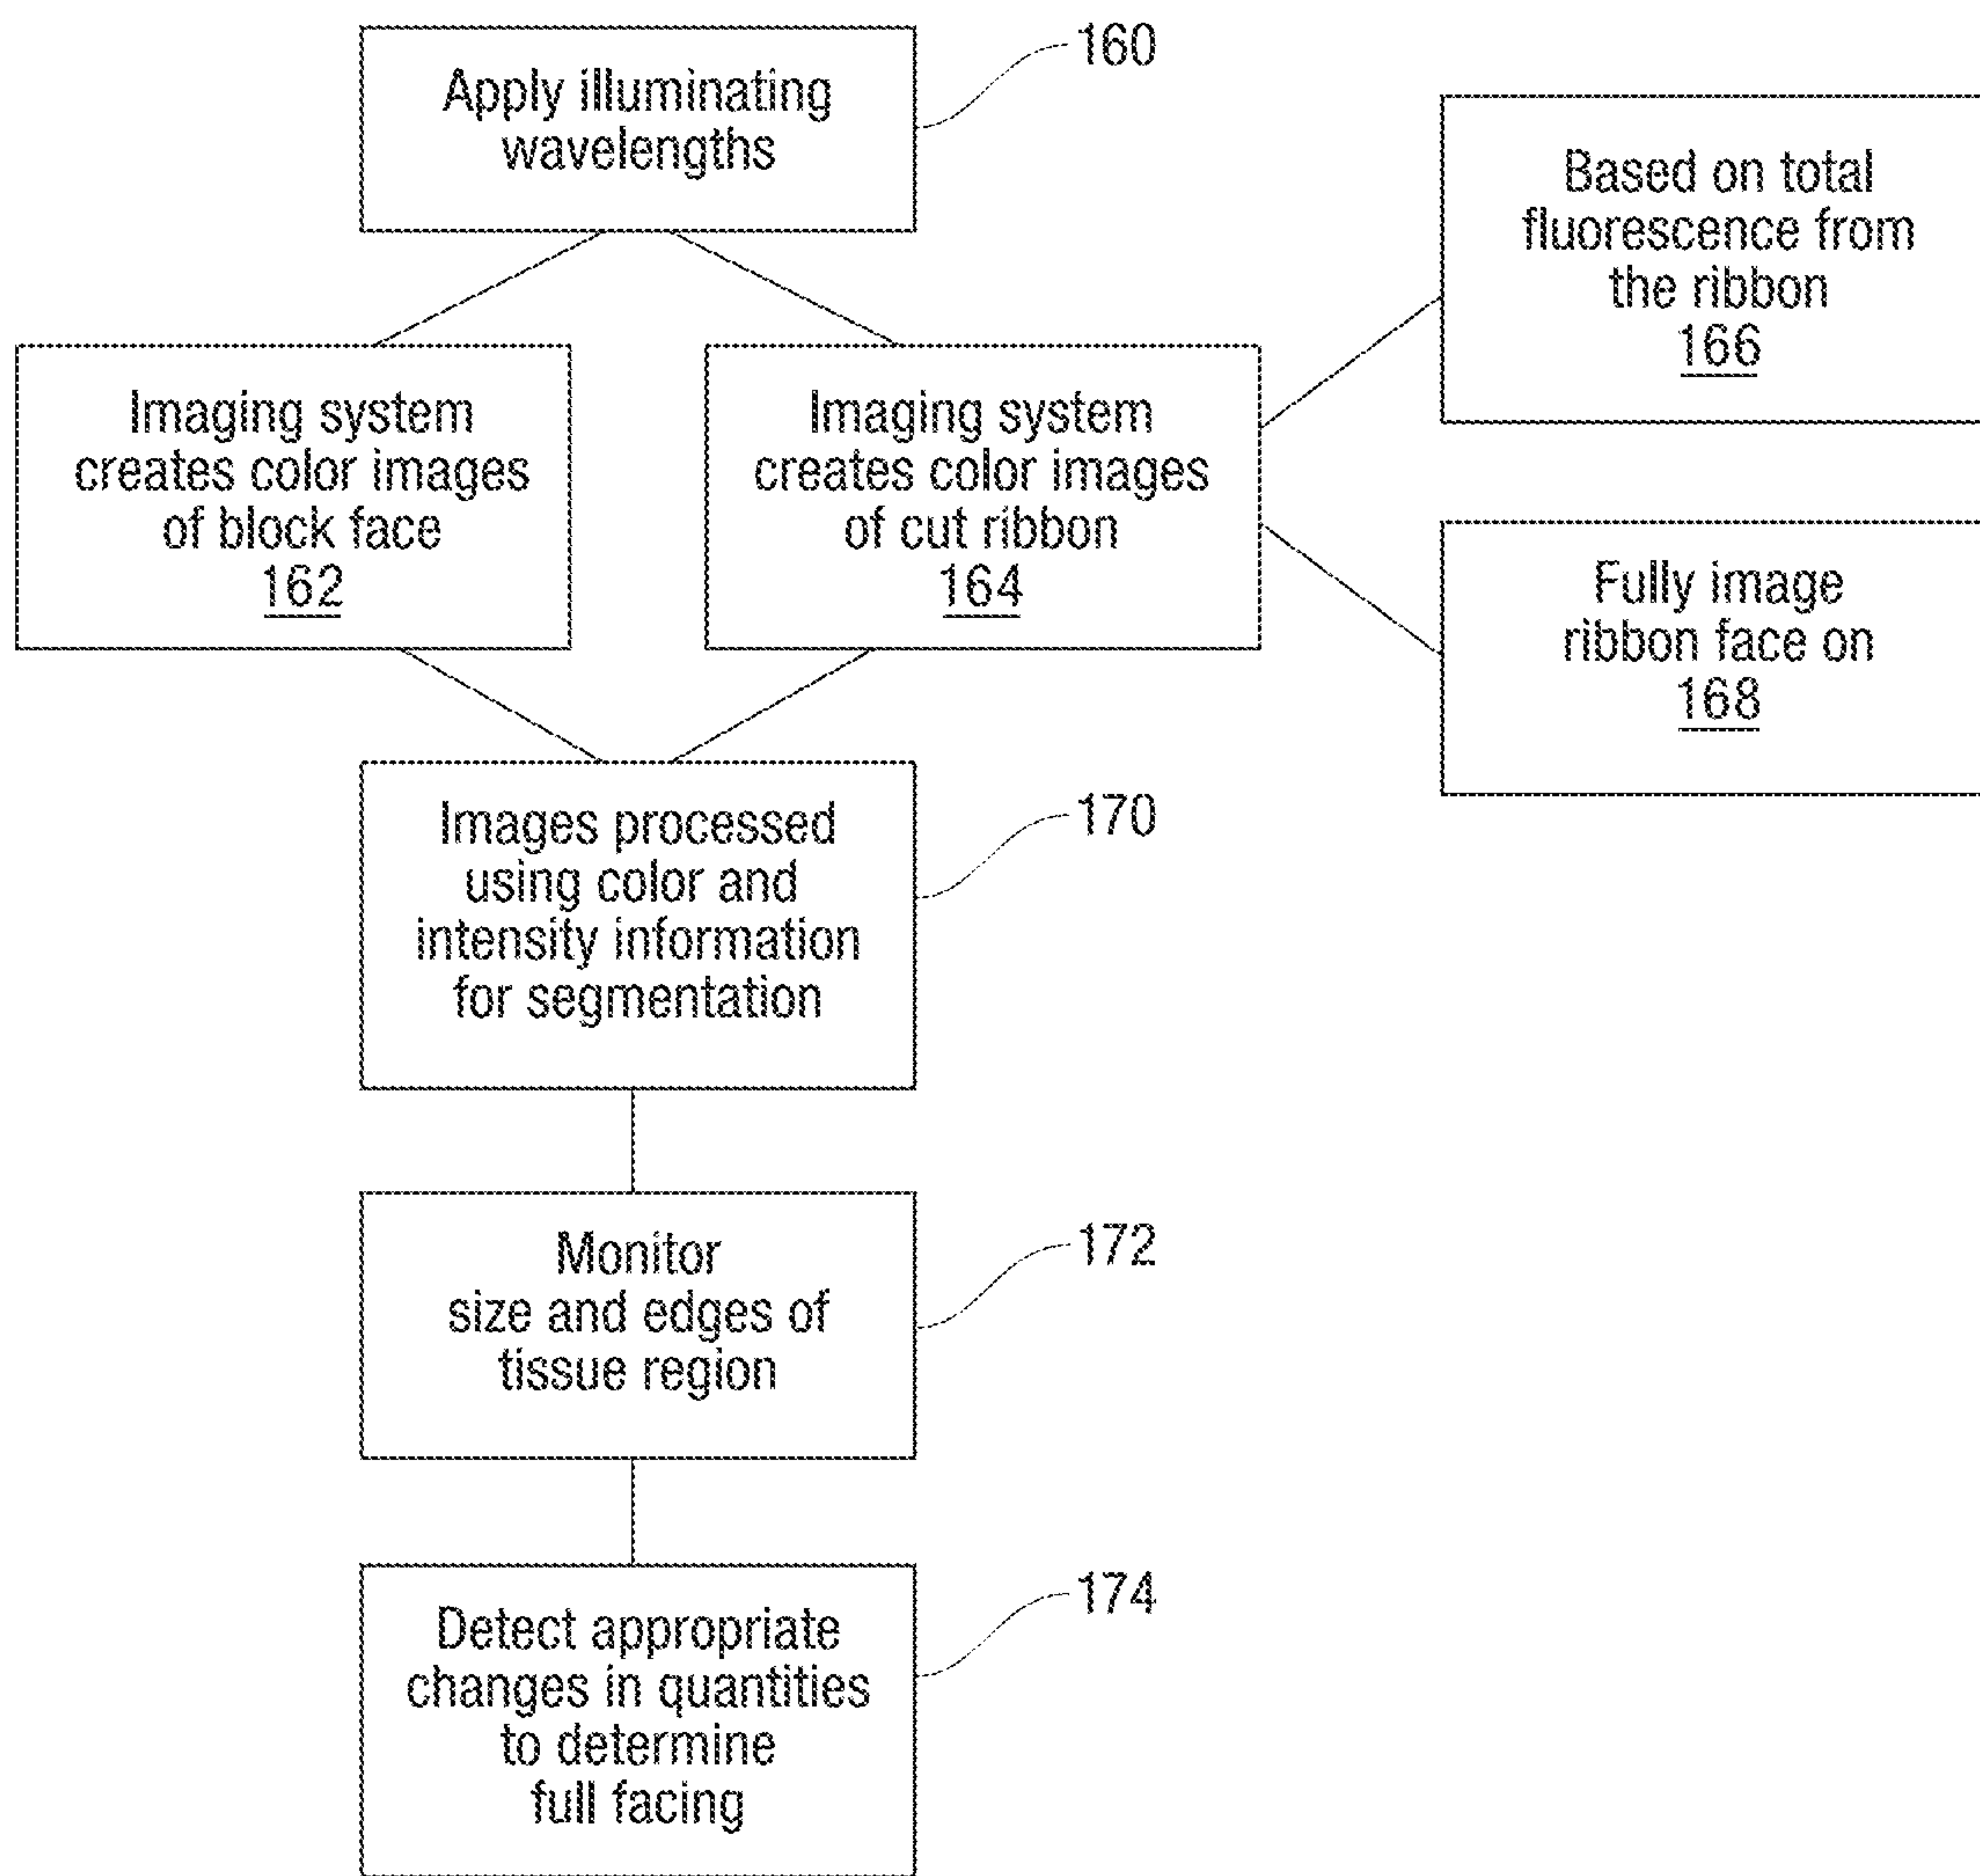 Apply illuminating
wavelengths
160
Imaging system
creates color images
of block face
162
Imaging system
creates color images
of cut ribbon
164
Based on total
fluorescence from
the ribbon
166
Fully image
ribbon face on
168
Images processed
using color and
intensity information
for segmentation
170
Monitor
size and edges of
tissue region
172
Detect appropriate
changes in quantities
to determine
full facing
174